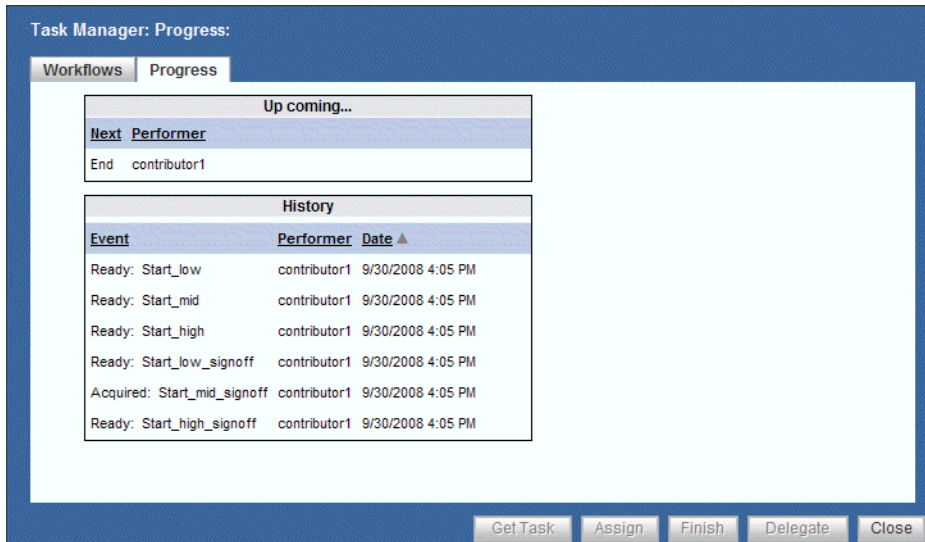 Task Manager: Progress:
Workflows Progress
Up coming...
Next Performer
End contributor1
History
Event Performer Date
Ready: Start_low contributor1 9/30/2008 4:05 PM
Ready: Start_mid contributor1 9/30/2008 4:05 PM
Ready: Start_high contributor1 9/30/2008 4:05 PM
Ready: Start_low_signoff contributor1 9/30/2008 4:05 PM
Acquired: Start_mid_signoff contributor1 9/30/2008 4:05 PM
Ready: Start_high_signoff contributor1 9/30/2008 4:05 PM
Get Task Assign Finish Delegate Close